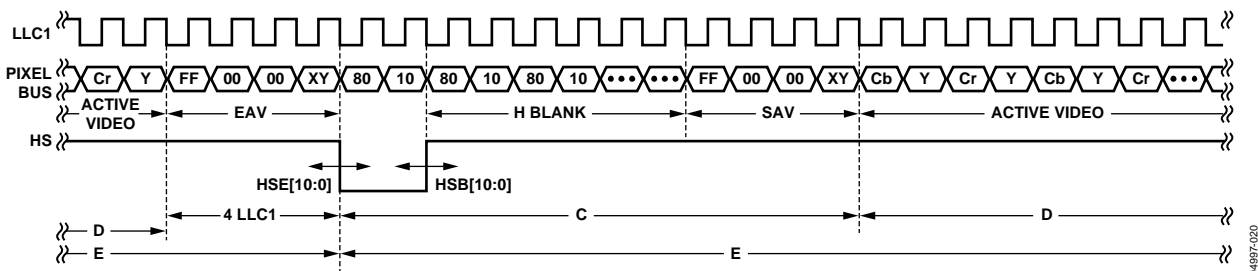 LLC1
PIXEL BUS Cr Y FF 00 00 XY 80 10 80 10 80 10 ••• ••• FF 00 00 XY Cb Y Cr Y Cb Y Cr •••
ACTIVE VIDEO EAV H BLANK SAV ACTIVE VIDEO
HS
HSE[10:0] HSB[10:0]
4 LLC1 C D
D
E E
4997-020